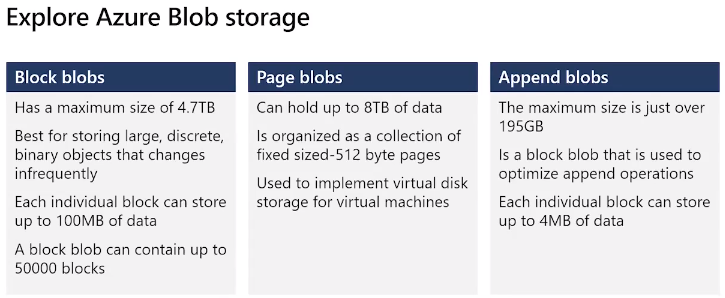 Explore Azure Blob storage
Block blobs
Has a maximum size of 4.7TB
Best for storing large, discrete,
binary objects that changes
infrequently
Each individual block can store
up to 100MB of data
A block blob can contain up to
50000 blocks
Page blobs
Can hold up to 8TB of data
Is organized as a collection of
fixed sized-512 byte pages
Used to implement virtual disk
storage for virtual machines
Append blobs
The maximum size is just over
195GB
Is a block blob that is used to
optimize append operations
Each individual block can store
up to 4MB of data